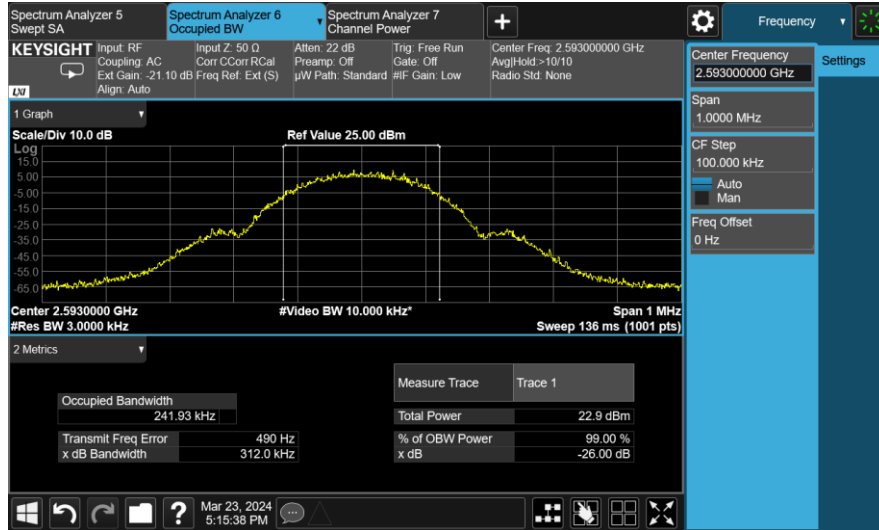 Spectrum Analyzer 5
Swept SA
Spectrum Analyzer 6
Occupied BW
Spectrum Analyzer 7
Channel Power
+
Frequency
KEYSIGHT
LXI
Input: RF
Coupling: AC
Ext Gain: -21.10 dB
Align: Auto
Input Z: 50 Ω
Corr CCorr RCal
Freq Ref: Ext (S)
Atten: 22 dB
Preamp: Off
µW Path: Standard
Trig: Free Run
Gate: Off
#IF Gain: Low
Center Freq: 2.593000000 GHz
Avg|Hold:>10/10
Radio Std: None
Center Frequency
2.593000000 GHz
Settings
Span
1.0000 MHz
CF Step
100.000 kHz
Auto
Man
Freq Offset
0 Hz
1 Graph
Scale/Div 10.0 dB
Ref Value 25.00 dBm
Log
15.0
5.00
-5.00
-15.0
-25.0
-35.0
-45.0
-55.0
-65.0
Center 2.5930000 GHz
#Video BW 10.000 kHz*
Span 1 MHz
#Res BW 3.0000 kHz
Sweep 136 ms (1001 pts)
2 Metrics
Measure Trace
Trace 1
Occupied Bandwidth
241.93 kHz
Total Power
22.9 dBm
Transmit Freq Error
490 Hz
% of OBW Power
99.00 %
x dB Bandwidth
312.0 kHz
x dB
-26.00 dB
?
Mar 23, 2024
5:15:38 PM